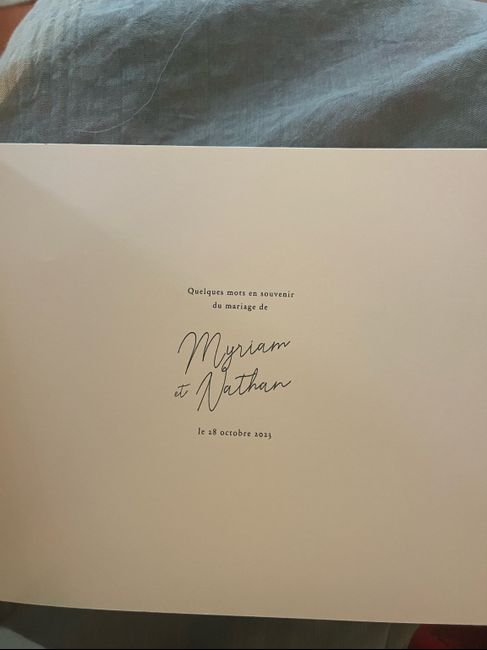 Quelques mots en souvenir
du mariage de
Myriam
et Nathan
le 28 octobre 2023